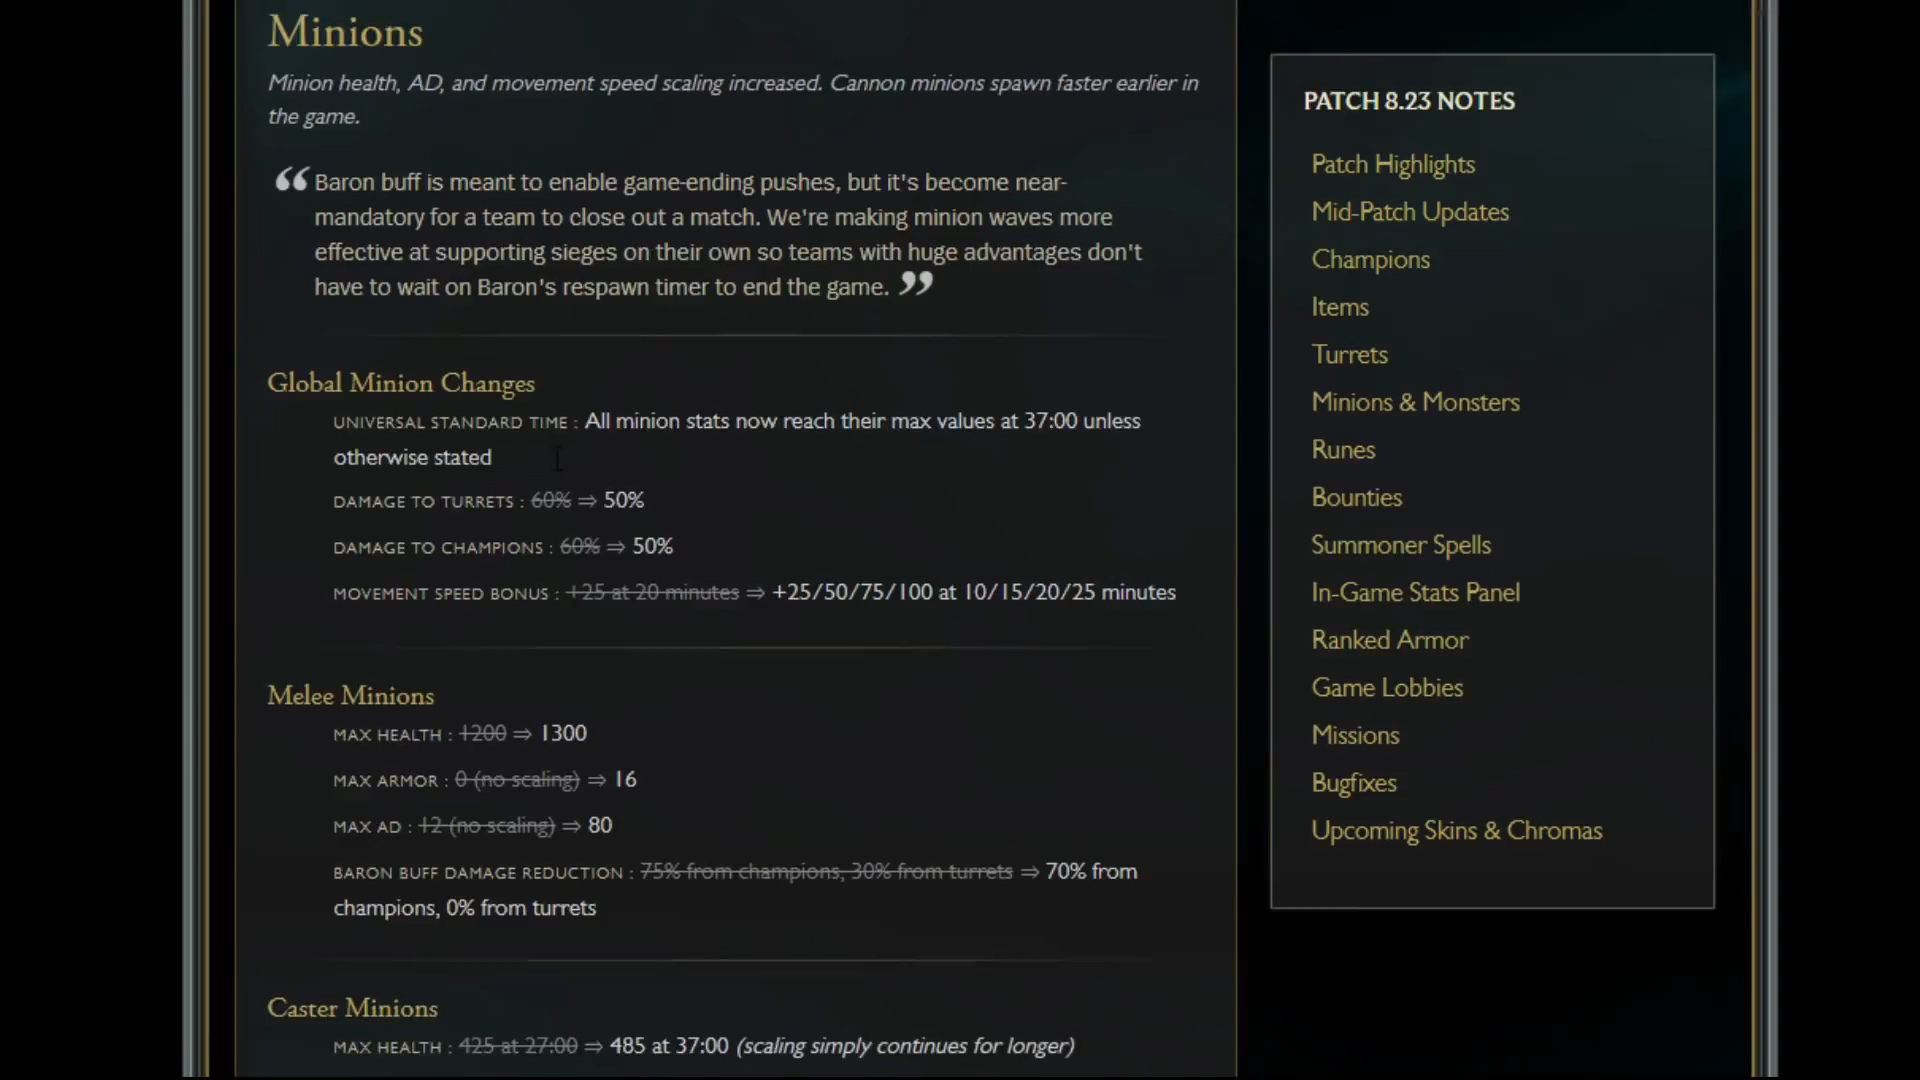 Minions
Minion health, AD, and movement speed scaling increased. Cannon minions spawn faster earlier in
the game.
“Baron buff is meant to enable game-ending pushes, but it's become near-
mandatory for a team to close out a match. We're making minion waves more
effective at supporting sieges on their own so teams with huge advantages don't
have to wait on Baron's respawn timer to end the game. ”
Global Minion Changes
UNIVERSAL STANDARD TIME : All minion stats now reach their max values at 37:00 unless
otherwise stated
DAMAGE TO TURRETS : 60% ⇒ 50%
DAMAGE TO CHAMPIONS : 60% ⇒ 50%
MOVEMENT SPEED BONUS : +25 at 20 minutes ⇒ +25/50/75/100 at 10/15/20/25 minutes
Melee Minions
MAX HEALTH : 1200 ⇒ 1300
MAX ARMOR : 0 (no scaling) ⇒ 16
MAX AD : 12 (no scaling) ⇒ 80
BARON BUFF DAMAGE REDUCTION : 75% from champions, 30% from turrets ⇒ 70% from
champions, 0% from turrets
Caster Minions
MAX HEALTH : 425 at 27:00 ⇒ 485 at 37:00 (scaling simply continues for longer)
PATCH 8.23 NOTES
Patch Highlights
Mid-Patch Updates
Champions
Items
Turrets
Minions & Monsters
Runes
Bounties
Summoner Spells
In-Game Stats Panel
Ranked Armor
Game Lobbies
Missions
Bugfixes
Upcoming Skins & Chromas